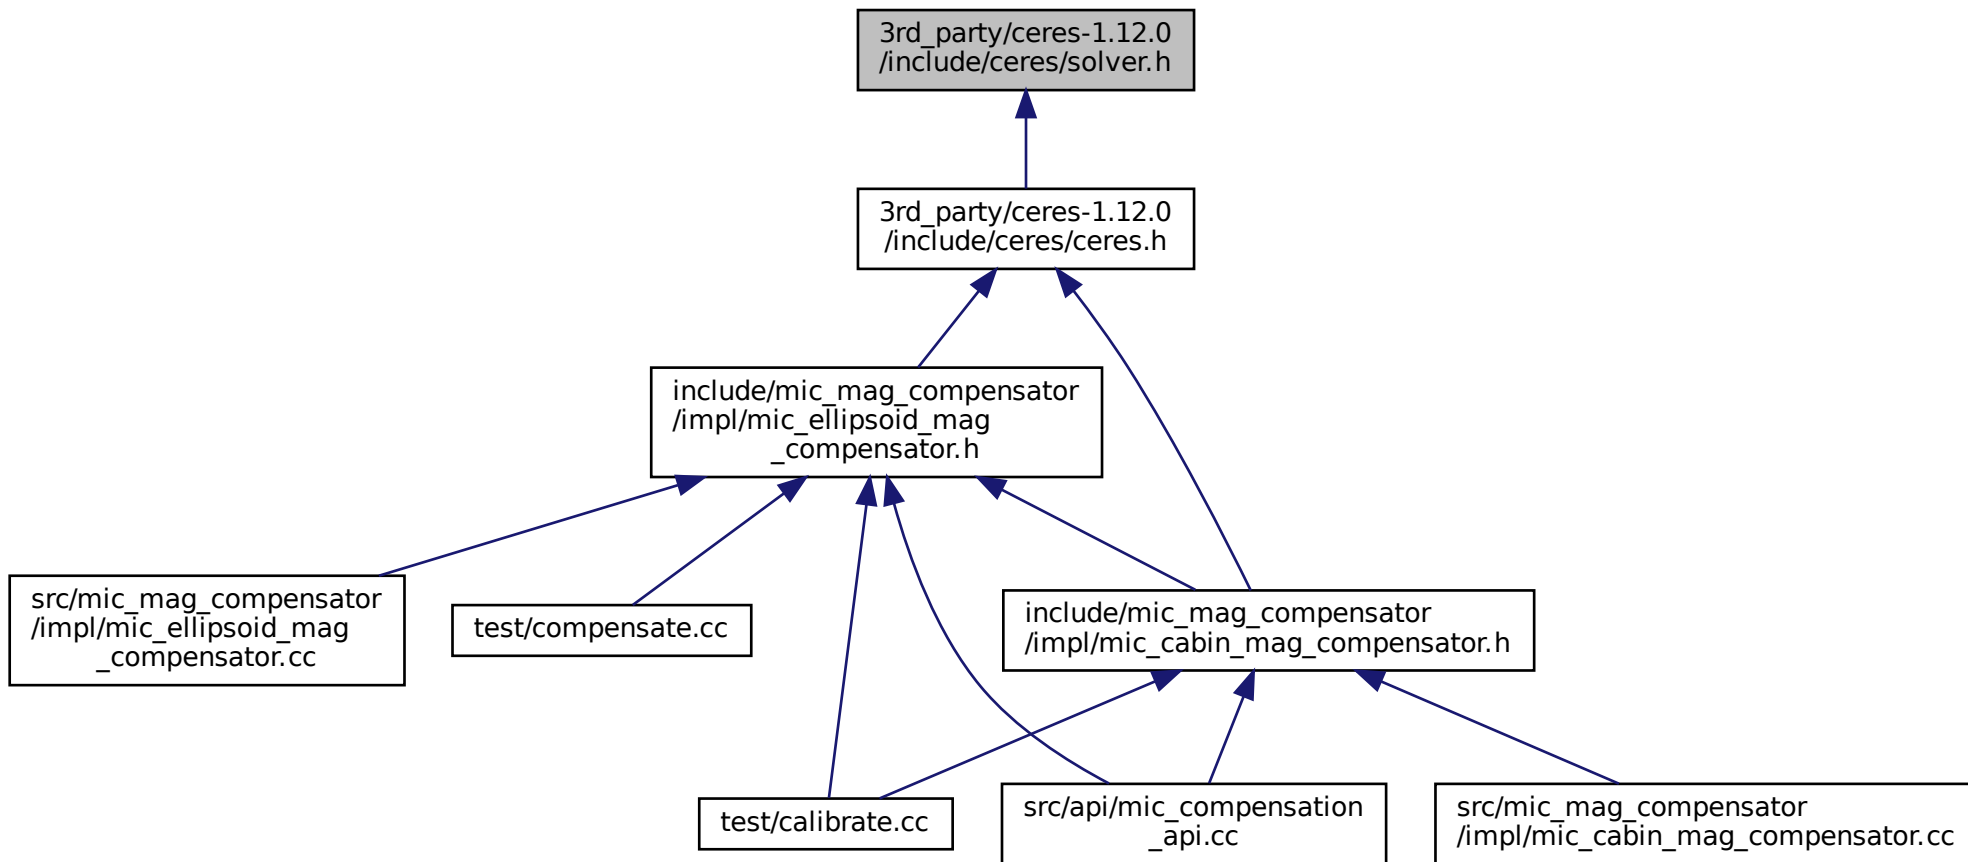 3rd_party/ceres-1.12.0
/include/ceres/solver.h
3rd_party/ceres-1.12.0
/include/ceres/ceres.h
include/mic_mag_compensator
/impl/mic_ellipsoid_mag
_compensator.h
src/mic_mag_compensator
/impl/mic_ellipsoid_mag
_compensator.cc
test/compensate.cc
include/mic_mag_compensator
/impl/mic_cabin_mag_compensator.h
test/calibrate.cc
src/api/mic_compensation
_api.cc
src/mic_mag_compensator
/impl/mic_cabin_mag_compensator.cc